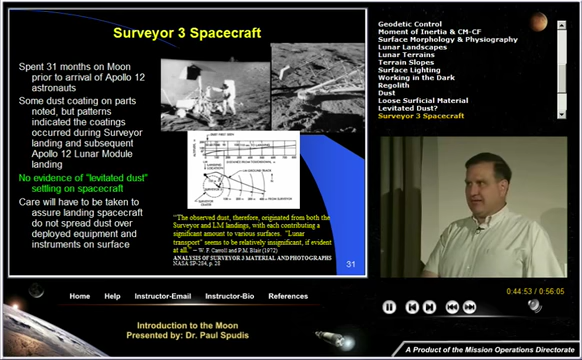 Surveyor 3 Spacecraft
Spent 31 months on Moon
prior to arrival of Apollo 12
astronauts
Some dust coating on parts
noted, but patterns
indicated the coatings
occurred during Surveyor
landing and subsequent
Apollo 12 Lunar Module
landing
No evidence of "levitated dust"
settling on spacecraft
Care will have to be taken to
assure landing spacecraft
do not spread dust over
deployed equipment and
instruments on surface
"The observed dust, therefore, originated from both the
Surveyor and LM landings, with each contributing a
significant amount to various surfaces. "Lunar
transport" seems to be relatively insignificant, if evident
at all." – W. F. Carroll and P.M. Blair (1972)
ANALYSIS OF SURVEYOR 3 MATERIAL AND PHOTOGRAPHS
NASA SP-284, p. 28
31
Geodetic Control
Moment of Inertia & CM-CF
Surface Morphology & Physiography
Lunar Landscapes
Lunar Terrains
Terrain Slopes
Surface Lighting
Working in the Dark
Regolith
Dust
Loose Surficial Material
Levitated Dust?
Surveyor 3 Spacecraft
0:44:53 / 0:56:05
Home Help Instructor-Email Instructor-Bio References
Introduction to the Moon
Presented by: Dr. Paul Spudis
A Product of the Mission Operations Directorate